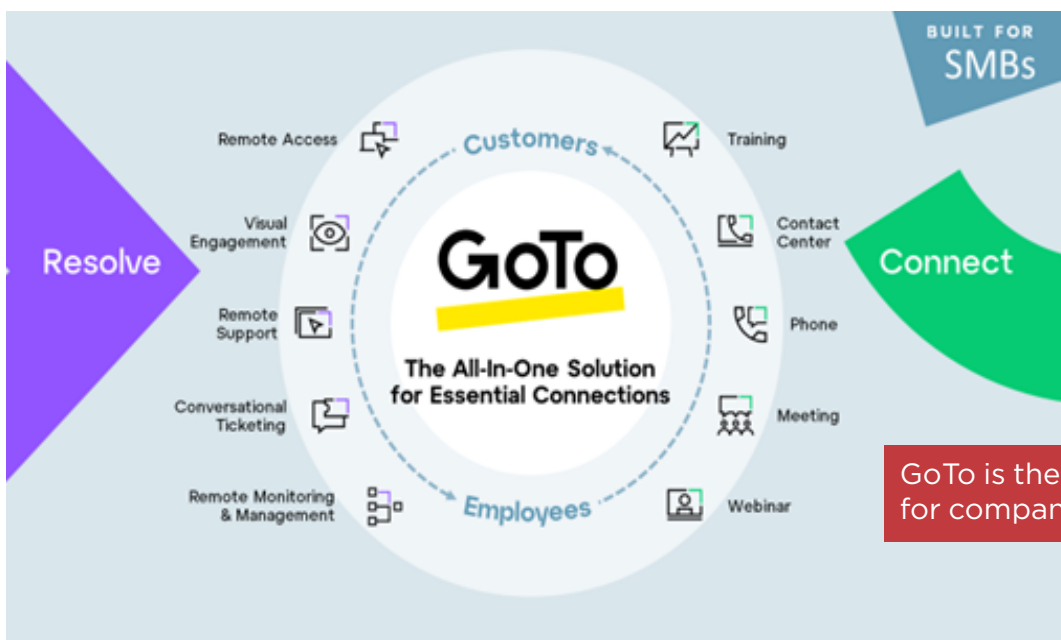 BUILT FOR
SMBs
Resolve
Remote Access
Visual
Engagement
Remote
Support
Conversational
Ticketing
Remote Monitoring
& Management
Customers
GoTo
The All-In-One Solution
for Essential Connections
Employees
Training
Contact
Center
Phone
Meeting
Webinar
Connect
GoTo is the
for compan